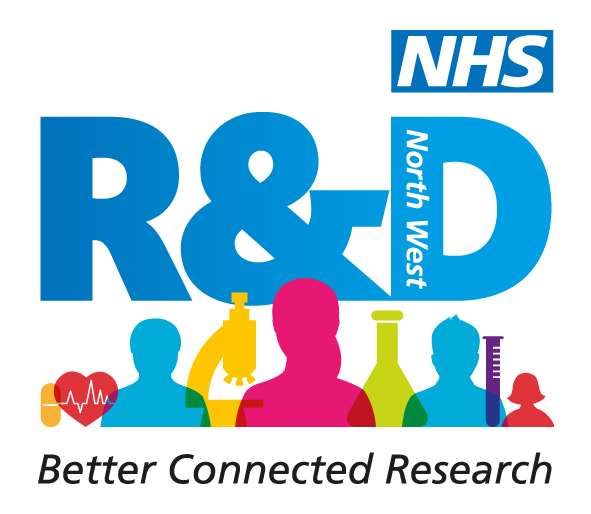 NHS
R&D
North West
Better Connected Research